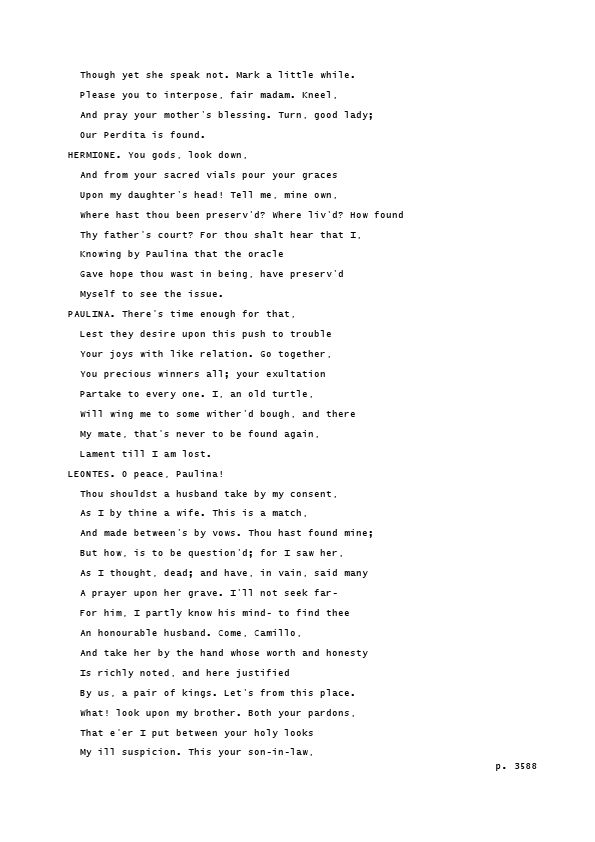 Though yet she speak not. Mark a little while.
Please you to interpose, fair madam. Kneel,
And pray your mother's blessing. Turn, good lady;
Our Perdita is found.
HERMIONE. You gods, look down,
And from your sacred vials pour your graces
Upon my daughter's head! Tell me, mine own,
Where hast thou been preserv'd? Where liv'd? How found
Thy father's court? For thou shalt hear that I,
Knowing by Paulina that the oracle
Gave hope thou wast in being, have preserv'd
Myself to see the issue.
PAULINA. There's time enough for that,
Lest they desire upon this push to trouble
Your joys with like relation. Go together,
You precious winners all; your exultation
Partake to every one. I, an old turtle,
Will wing me to some wither'd bough, and there
My mate, that's never to be found again,
Lament till I am lost.
LEONTES. O peace, Paulina!
Thou shouldst a husband take by my consent,
As I by thine a wife. This is a match,
And made between's by vows. Thou hast found mine;
But how, is to be question'd; for I saw her,
As I thought, dead; and have, in vain, said many
A prayer upon her grave. I'll not seek far-
For him, I partly know his mind- to find thee
An honourable husband. Come, Camillo,
And take her by the hand whose worth and honesty
Is richly noted, and here justified
By us, a pair of kings. Let's from this place.
What! look upon my brother. Both your pardons,
That e'er I put between your holy looks
My ill suspicion. This your son-in-law,
p. 3588